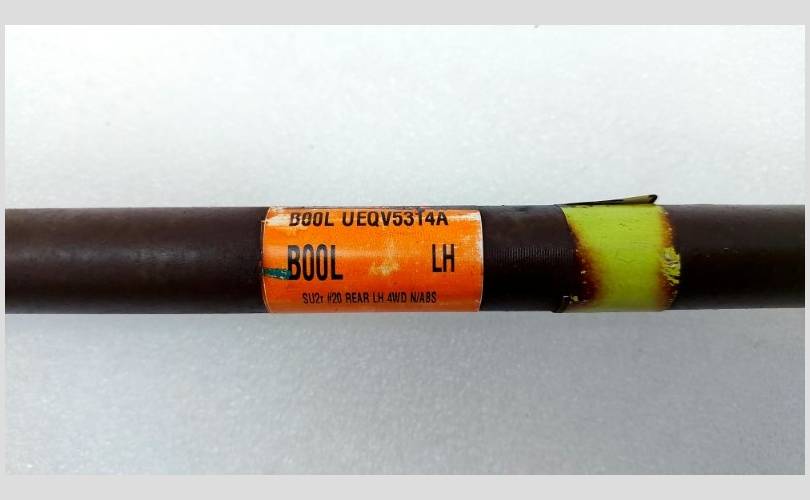 B00L UEQV5314A
B00L LH
SU2r #20 REAR LH 4WD N/ABS